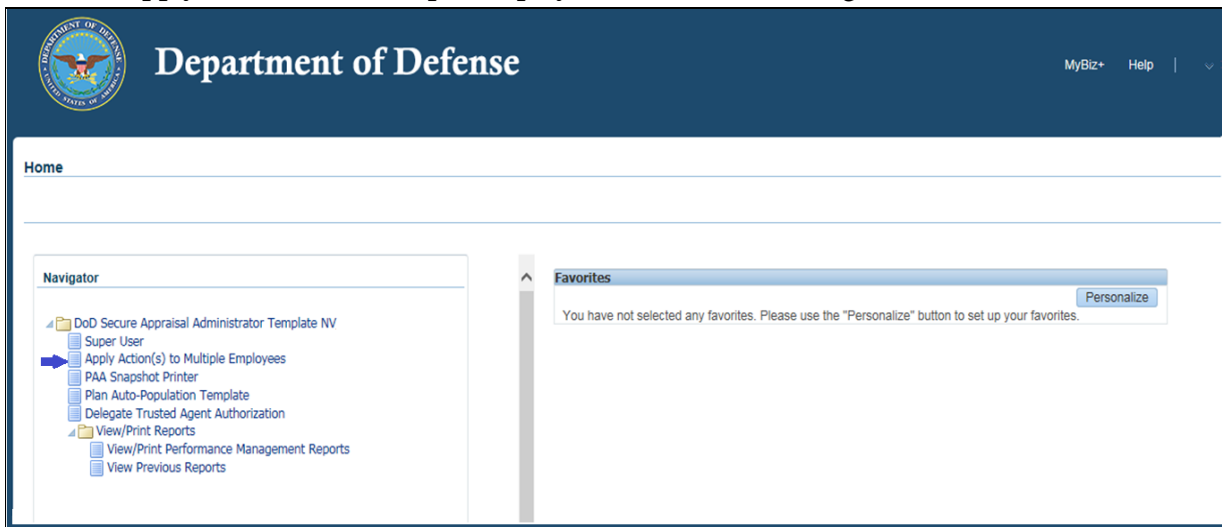 Department of Defense
MyBiz+ Help |
Home
Navigator
DoD Secure Appraisal Administrator Template NV
Super User
Apply Action(s) to Multiple Employees
PAA Snapshot Printer
Plan Auto-Population Template
Delegate Trusted Agent Authorization
View/Print Reports
View/Print Performance Management Reports
View Previous Reports
Favorites
Personalize
You have not selected any favorites. Please use the "Personalize" button to set up your favorites.